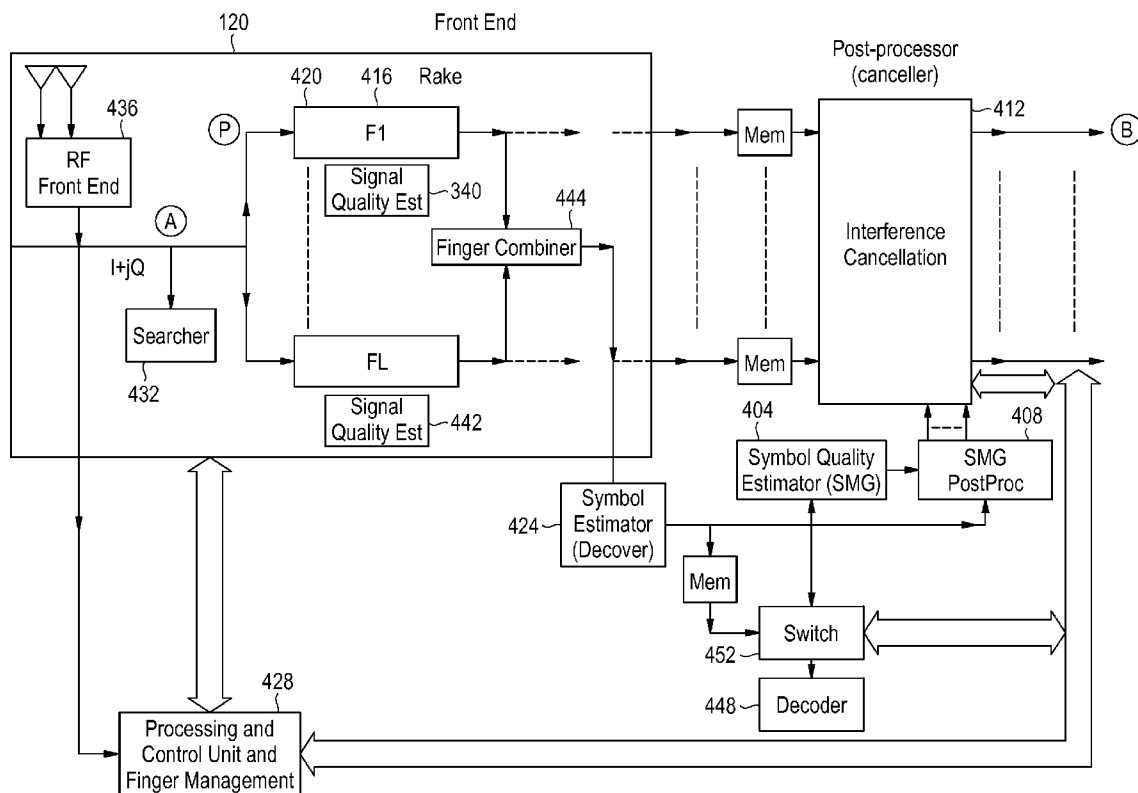 120
Front End
Post-processor
(canceller)
436
420
416
Rake
412
P
F1
Mem
B
RF
Front End
Signal
Quality Est
340
444
A
Finger Combiner
Interference
Cancellation
I+jQ
Searcher
432
FL
Mem
Signal
Quality Est
442
404
408
Symbol Quality
Estimator (SMG)
SMG
PostProc
424
Symbol
Estimator
(Decover)
Mem
Switch
452
428
448
Decoder
Processing and
Control Unit and
Finger Management